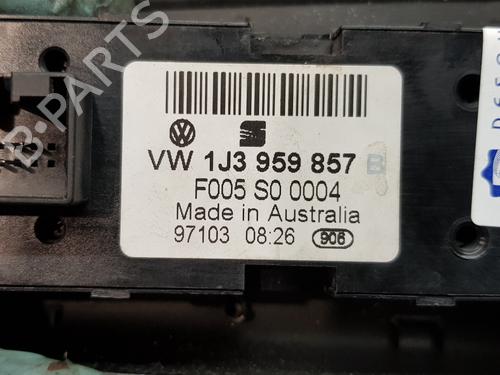 VW 1J3 959 857 B
F005 S0 0004
Made in Australia
97103 08:26 906
B-PARTS